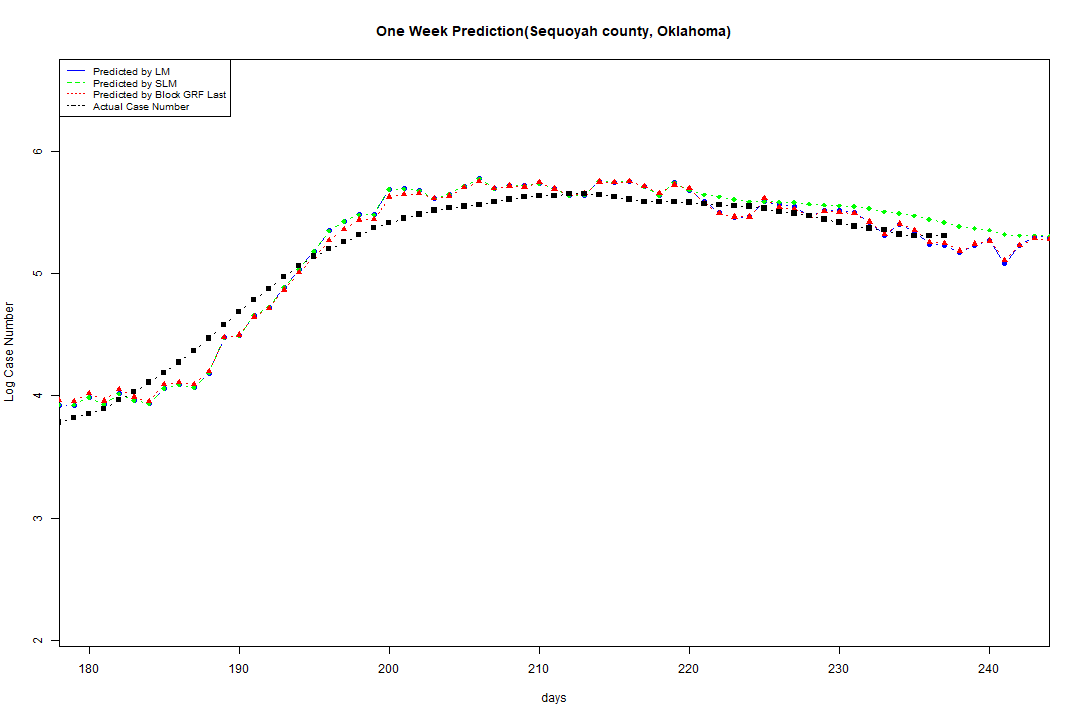 One Week Prediction(Sequoyah county, Oklahoma)
Predicted by LM
Predicted by SLM
Predicted by Block GRF Last
Actual Case Number
6
5
4
3
2
Log Case Number
180 190 200 210 220 230 240
days